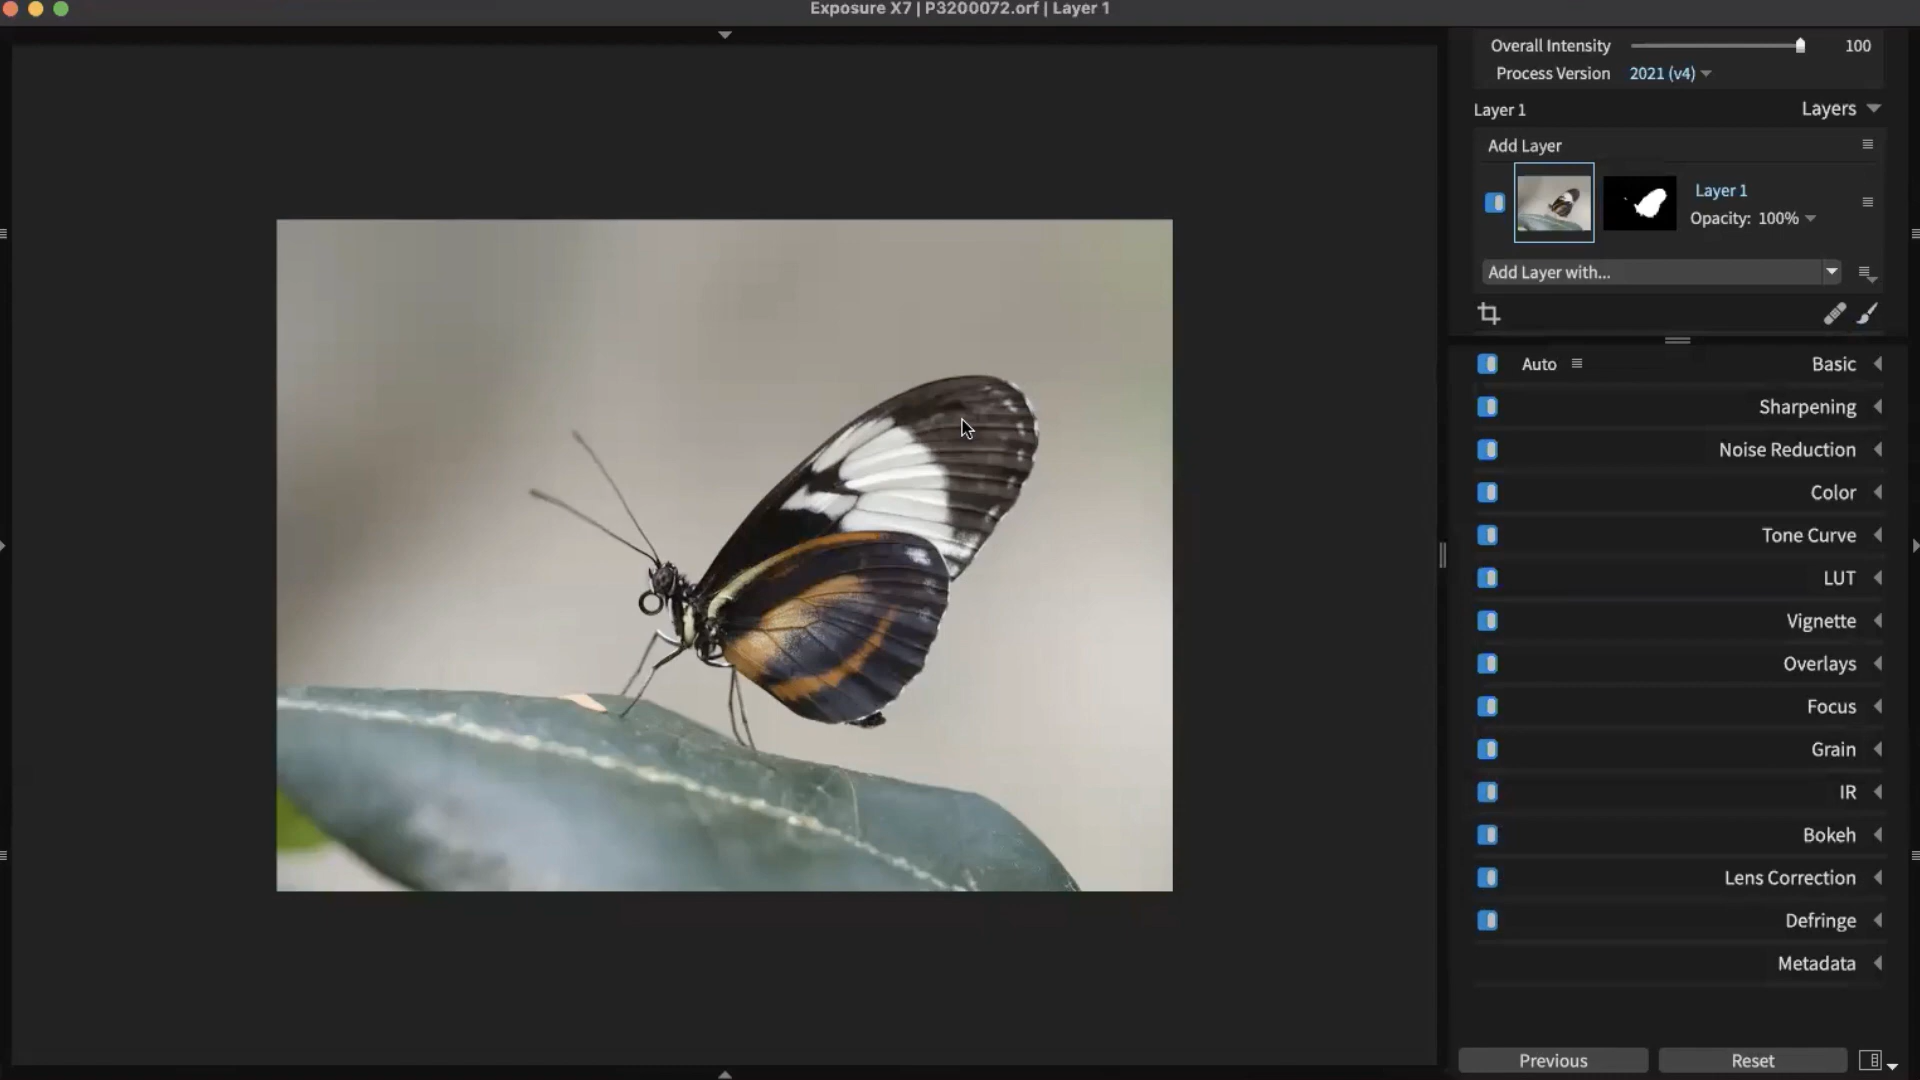 Exposure X7 | P3200072.orf | Layer 1
Overall Intensity 100
Process Version 2021 (v4)
Layer 1 Layers
Add Layer
Layer 1
Opacity: 100%
Add Layer with...
Auto Basic
Sharpening
Noise Reduction
Color
Tone Curve
LUT
Vignette
Overlays
Focus
Grain
IR
Bokeh
Lens Correction
Defringe
Metadata
Previous Reset